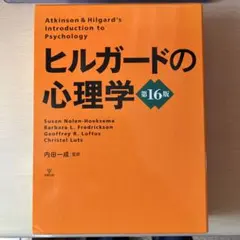 Atkinson & Hilgard's
Introduction to
Psychology
ヒルガードの
心理学
第16版
Susan Nolen-Hoeksema
Barbara L. Fredrickson
Geoffrey R. Loftus
Christel Lutz
内田一成 監訳